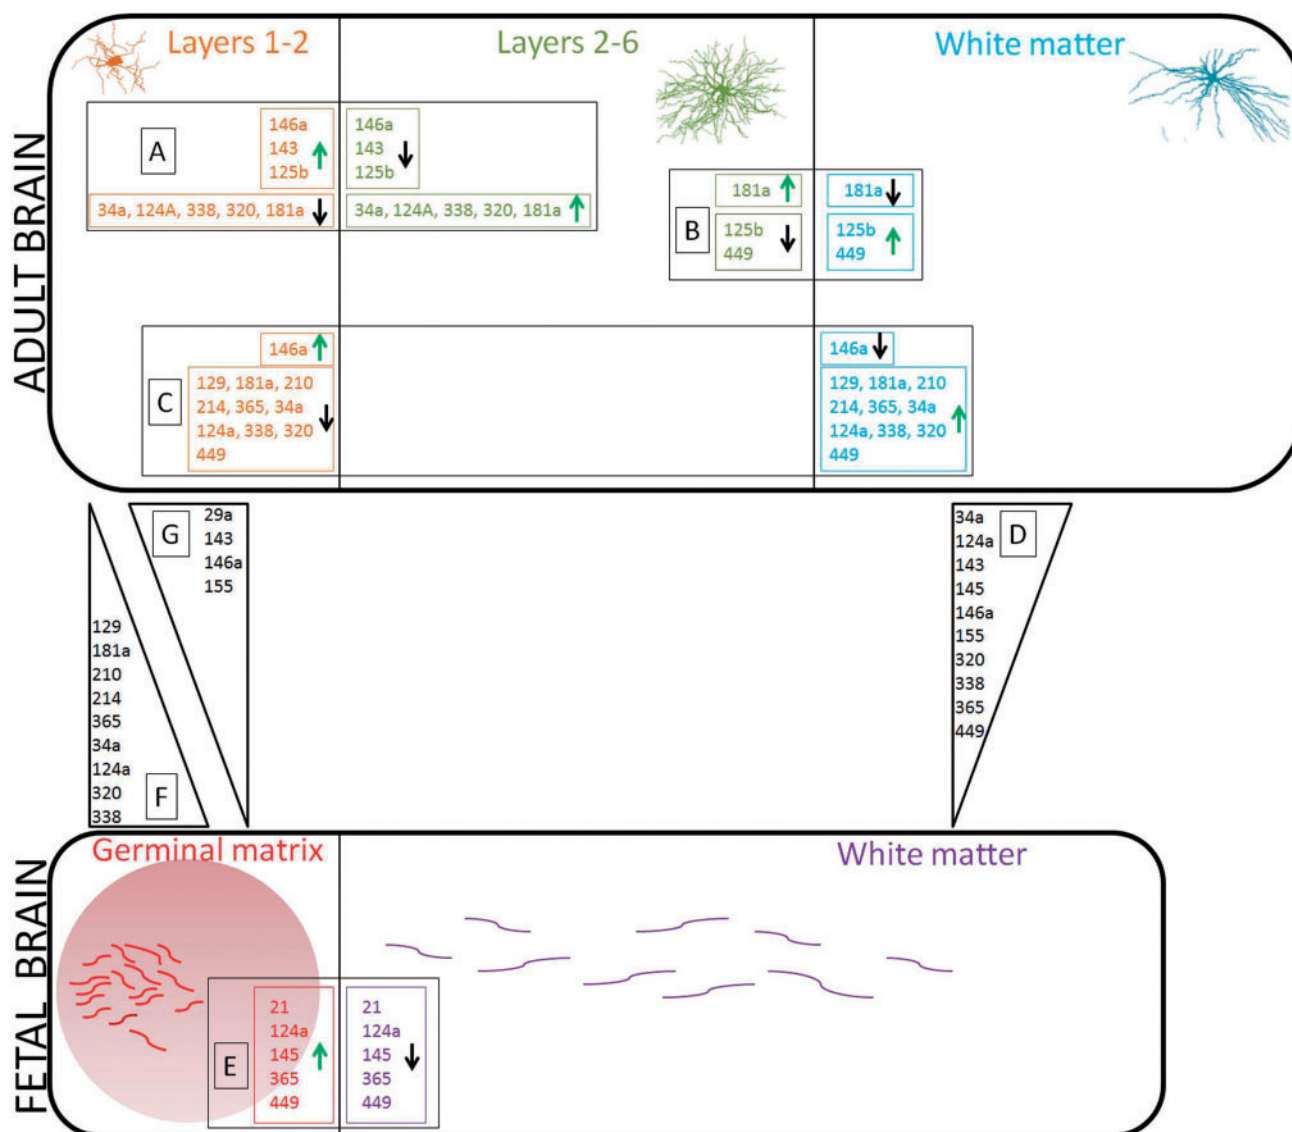 ADULT BRAIN
Layers 1-2
Layers 2-6
White matter
A
146a
143
125b
34a, 124A, 338, 320, 181a
146a
143
125b
34a, 124A, 338, 320, 181a
B
181a
125b
449
181a
125b
449
C
146a
129, 181a, 210
214, 365, 34a
124a, 338, 320
449
146a
129, 181a, 210
214, 365, 34a
124a, 338, 320
449
G
29a
143
146a
155
D
34a
124a
143
145
146a
155
320
338
365
449
129
181a
210
214
365
34a
124a
320
338
F
FETAL BRAIN
Germinal matrix
White matter
E
21
124a
145
365
449
21
124a
145
365
449